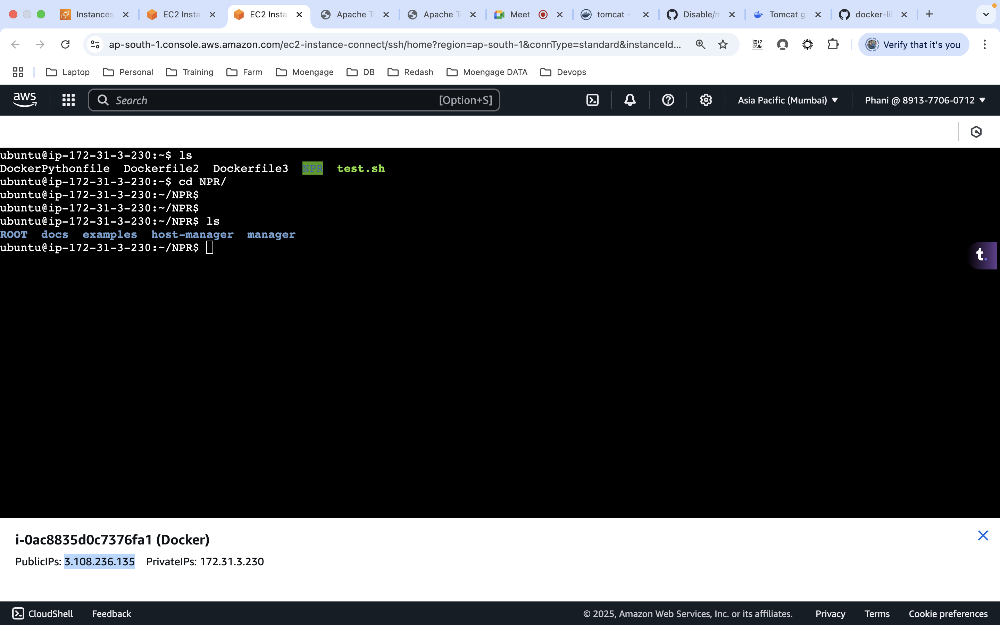 Instances
EC2 Insta
EC2 Insta
Apache T
Apache T
Meet -
tomcat -
Disable/
Tomcat g
docker-li
ap-south-1.console.aws.amazon.com/ec2-instance-connect/ssh/home?region=ap-south-1&connType=standard&instanceId...
Verify that it's you
Laptop
Personal
Training
Farm
Moengage
DB
Redash
Moengage DATA
Devops
aws
Search
[Option+S]
Asia Pacific (Mumbai)
Phani @ 8913-7706-0712
ubuntu@ip-172-31-3-230:~$ ls
DockerPythonfile  Dockerfile2  Dockerfile3  NPR  test.sh
ubuntu@ip-172-31-3-230:~$ cd NPR/
ubuntu@ip-172-31-3-230:~/NPR$
ubuntu@ip-172-31-3-230:~/NPR$
ubuntu@ip-172-31-3-230:~/NPR$ ls
ROOT  docs  examples  host-manager  manager
ubuntu@ip-172-31-3-230:~/NPR$
t.
i-0ac8835d0c7376fa1 (Docker)
PublicIPs: 3.108.236.135    PrivateIPs: 172.31.3.230
CloudShell
Feedback
© 2025, Amazon Web Services, Inc. or its affiliates.
Privacy
Terms
Cookie preferences